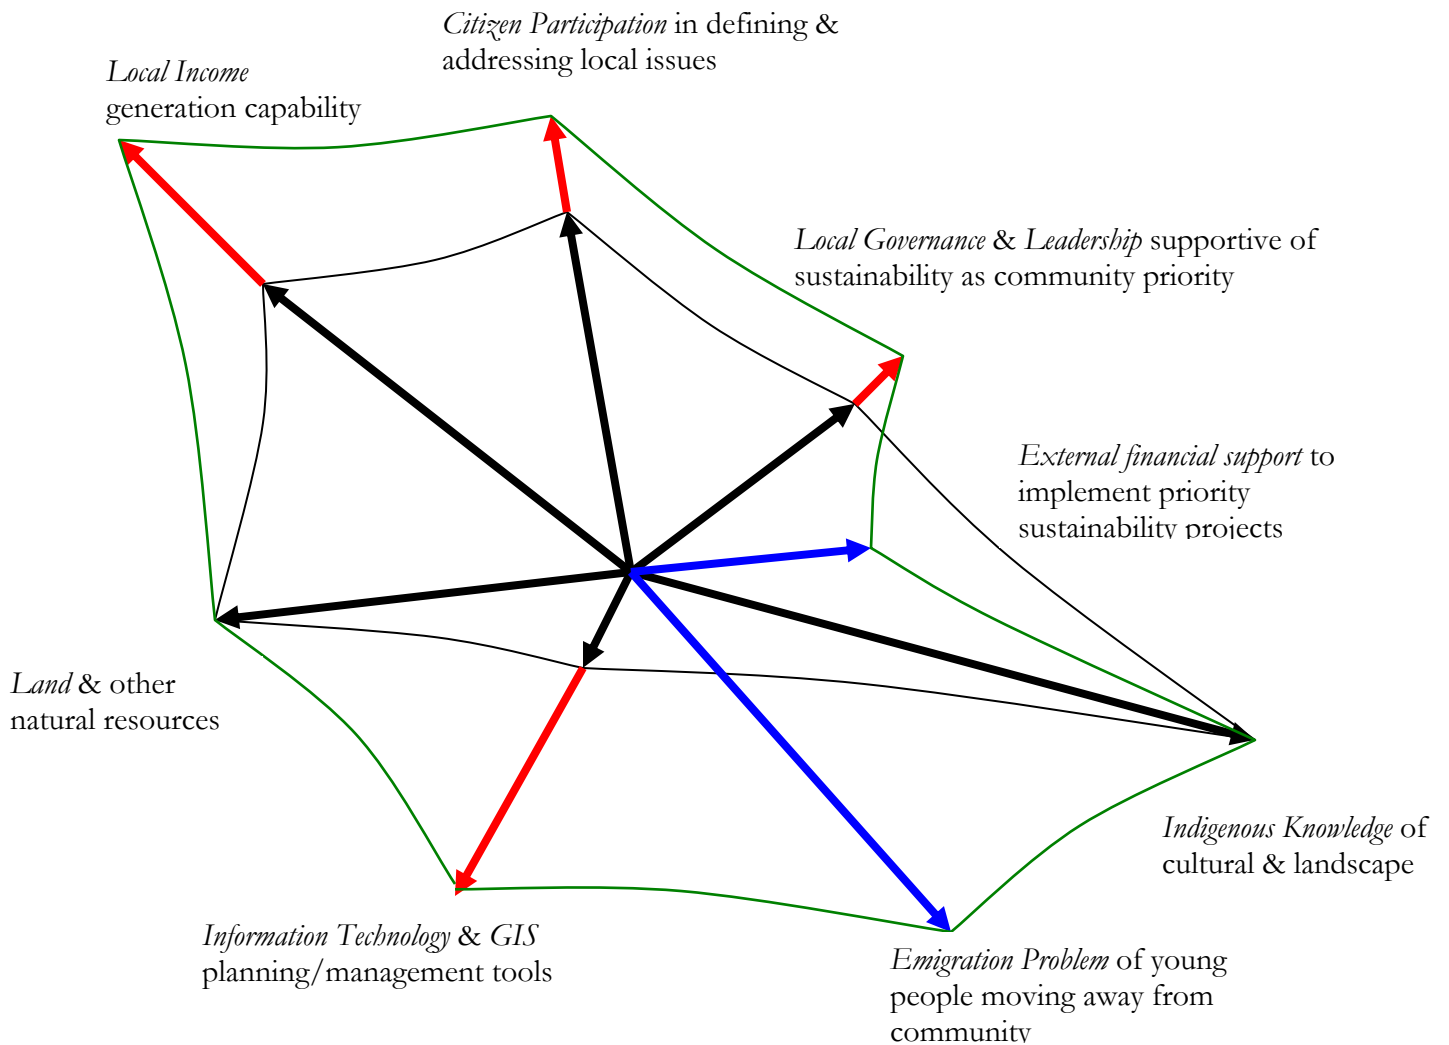 Citizen Participation in defining &
addressing local issues
Local Income
generation capability
Local Governance & Leadership supportive of
sustainability as community priority
External financial support to
implement priority
sustainability projects
Land & other
natural resources
Indigenous Knowledge of
cultural & landscape
Information Technology & GIS
planning/management tools
Emigration Problem of young
people moving away from
community